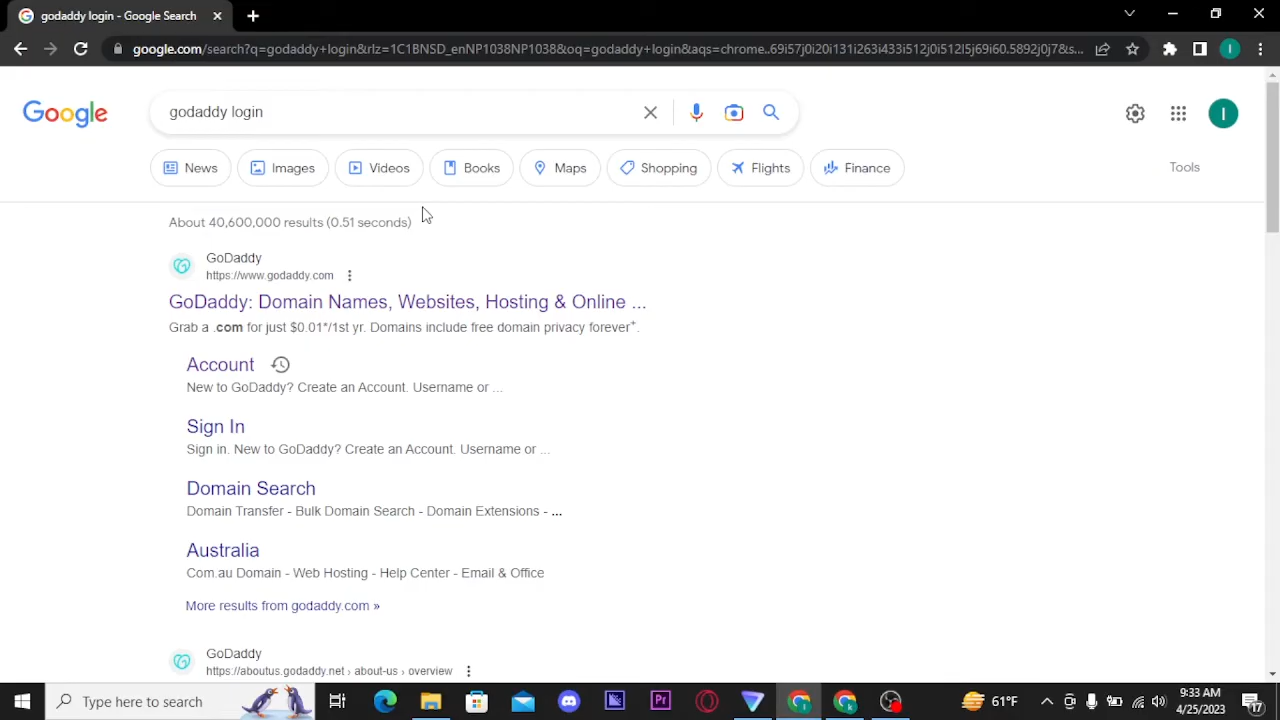 godaddy login - Google Search
google.com/search?q=godaddy+login&rlz=1C1BNSD_enNP1038NP1038&oq=godaddy+login&aqs=chrome..69i57j0i20i131i263i433i512j0i512l5j69i60.5892j0j7&s...
I
Google
godaddy login
I
News
Images
Videos
Books
Maps
Shopping
Flights
Finance
Tools
About 40,600,000 results (0.51 seconds)
GoDaddy
https://www.godaddy.com
GoDaddy: Domain Names, Websites, Hosting & Online ...
Grab a .com for just $0.01*/1st yr. Domains include free domain privacy forever⁺.
Account
New to GoDaddy? Create an Account. Username or ...
Sign In
Sign in. New to GoDaddy? Create an Account. Username or ...
Domain Search
Domain Transfer - Bulk Domain Search - Domain Extensions - ...
Australia
Com.au Domain - Web Hosting - Help Center - Email & Office
More results from godaddy.com »
GoDaddy
https://aboutus.godaddy.net › about-us › overview
Type here to search
Pr
61°F
9:33 AM
4/25/2023
17